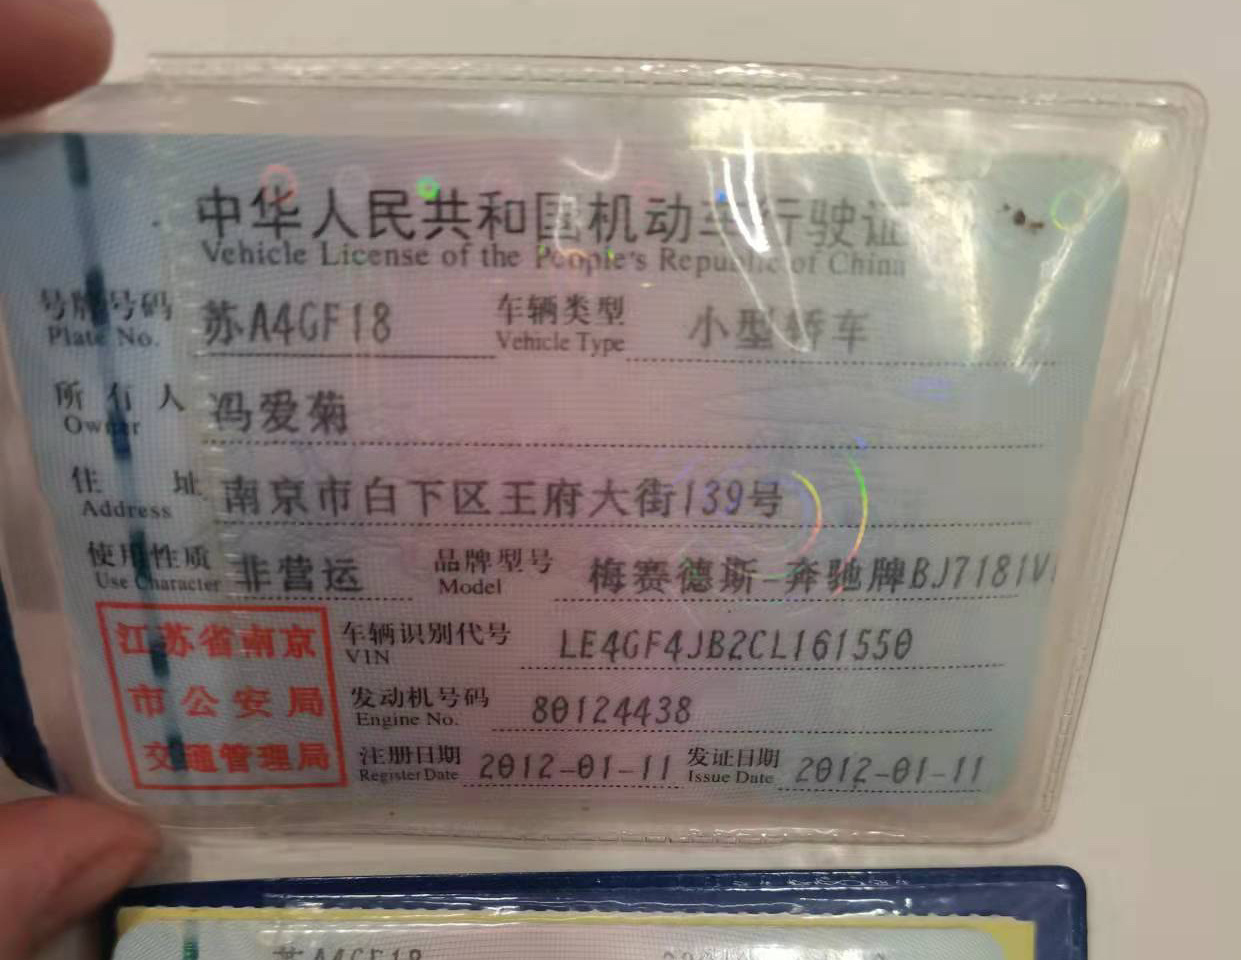 中华人民共和国机动车行驶证
Vehicle License of the People's Republic of China
号牌号码 苏A4GF18 车辆类型 小型轿车
Plate No. Vehicle Type
所有人 冯爱菊
Owner
住址 南京市白下区王府大街139号
Address
使用性质 非营运 品牌型号 梅赛德斯-奔驰牌BJ7181V
Use Character Model
江苏省南京
市公安局
交通管理局
车辆识别代号 LE4GF4JB2CL161550
VIN
发动机号码 80124438
Engine No.
注册日期 2012-01-11 发证日期 2012-01-11
Register Date Issue Date
苏A4GF18